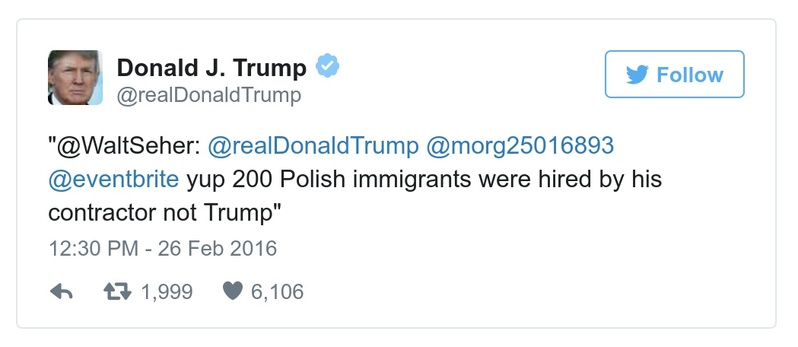 Donald J. Trump
@realDonaldTrump
Follow
"@WaltSeher: @realDonaldTrump @morg25016893
@eventbrite yup 200 Polish immigrants were hired by his
contractor not Trump"
12:30 PM - 26 Feb 2016
1,999 6,106